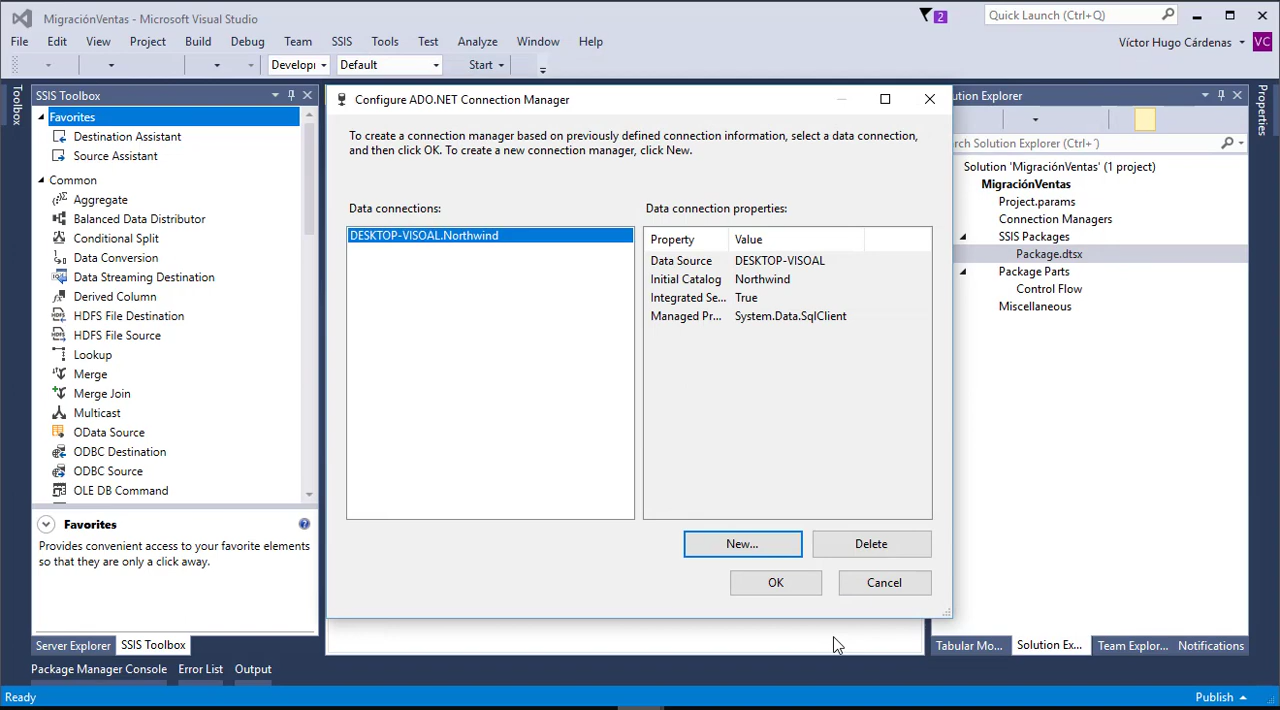 MigraciónVentas - Microsoft Visual Studio
2
Quick Launch (Ctrl+Q)
File Edit View Project Build Debug Team SSIS Tools Test Analyze Window Help
Víctor Hugo Cárdenas
VC
Developı
Default
Start
Toolbox
SSIS Toolbox
Favorites
Destination Assistant
Source Assistant
Common
Aggregate
Balanced Data Distributor
Conditional Split
Data Conversion
Data Streaming Destination
Derived Column
HDFS File Destination
HDFS File Source
Lookup
Merge
Merge Join
Multicast
OData Source
ODBC Destination
ODBC Source
OLE DB Command
Favorites
Provides convenient access to your favorite elements
so that they are only a click away.
Server Explorer
SSIS Toolbox
Configure ADO.NET Connection Manager
To create a connection manager based on previously defined connection information, select a data connection,
and then click OK. To create a new connection manager, click New.
Data connections:
DESKTOP-VISOAL.Northwind
Data connection properties:
Property Value
Data Source DESKTOP-VISOAL
Initial Catalog Northwind
Integrated Se... True
Managed Pr... System.Data.SqlClient
New...
Delete
OK
Cancel
ution Explorer
rch Solution Explorer (Ctrl+´)
Solution 'MigraciónVentas' (1 project)
MigraciónVentas
Project.params
Connection Managers
SSIS Packages
Package.dtsx
Package Parts
Control Flow
Miscellaneous
Tabular Mo...
Solution Ex...
Team Explor...
Notifications
Properties
Package Manager Console
Error List
Output
Ready
Publish